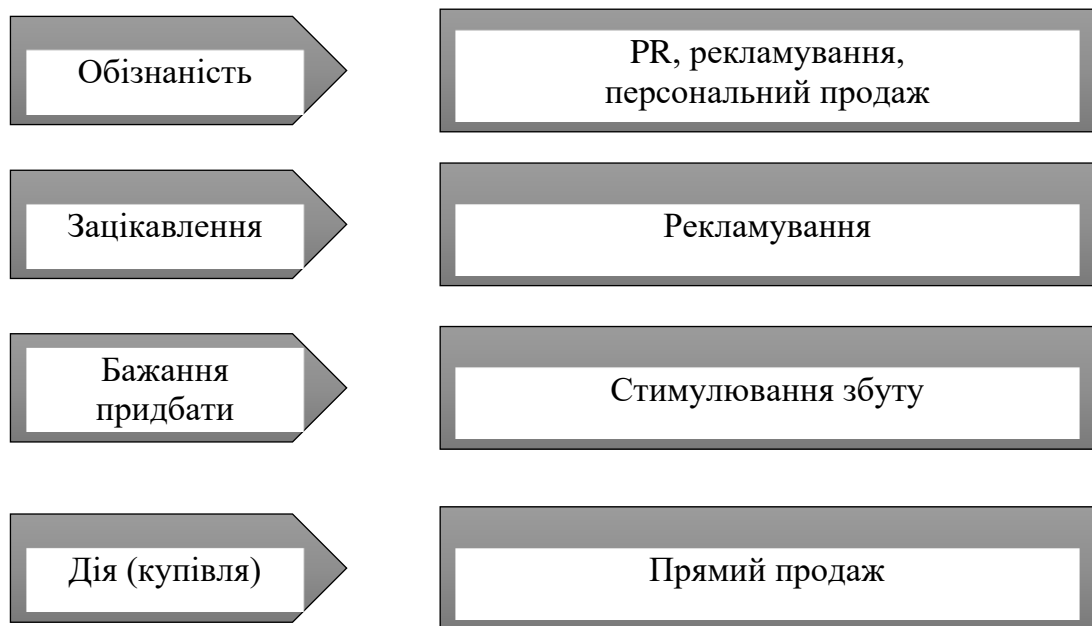 Обізнаність
PR, рекламування,
персональний продаж
Зацікавлення
Рекламування
Бажання
придбати
Стимулювання збуту
Дія (купівля)
Прямий продаж